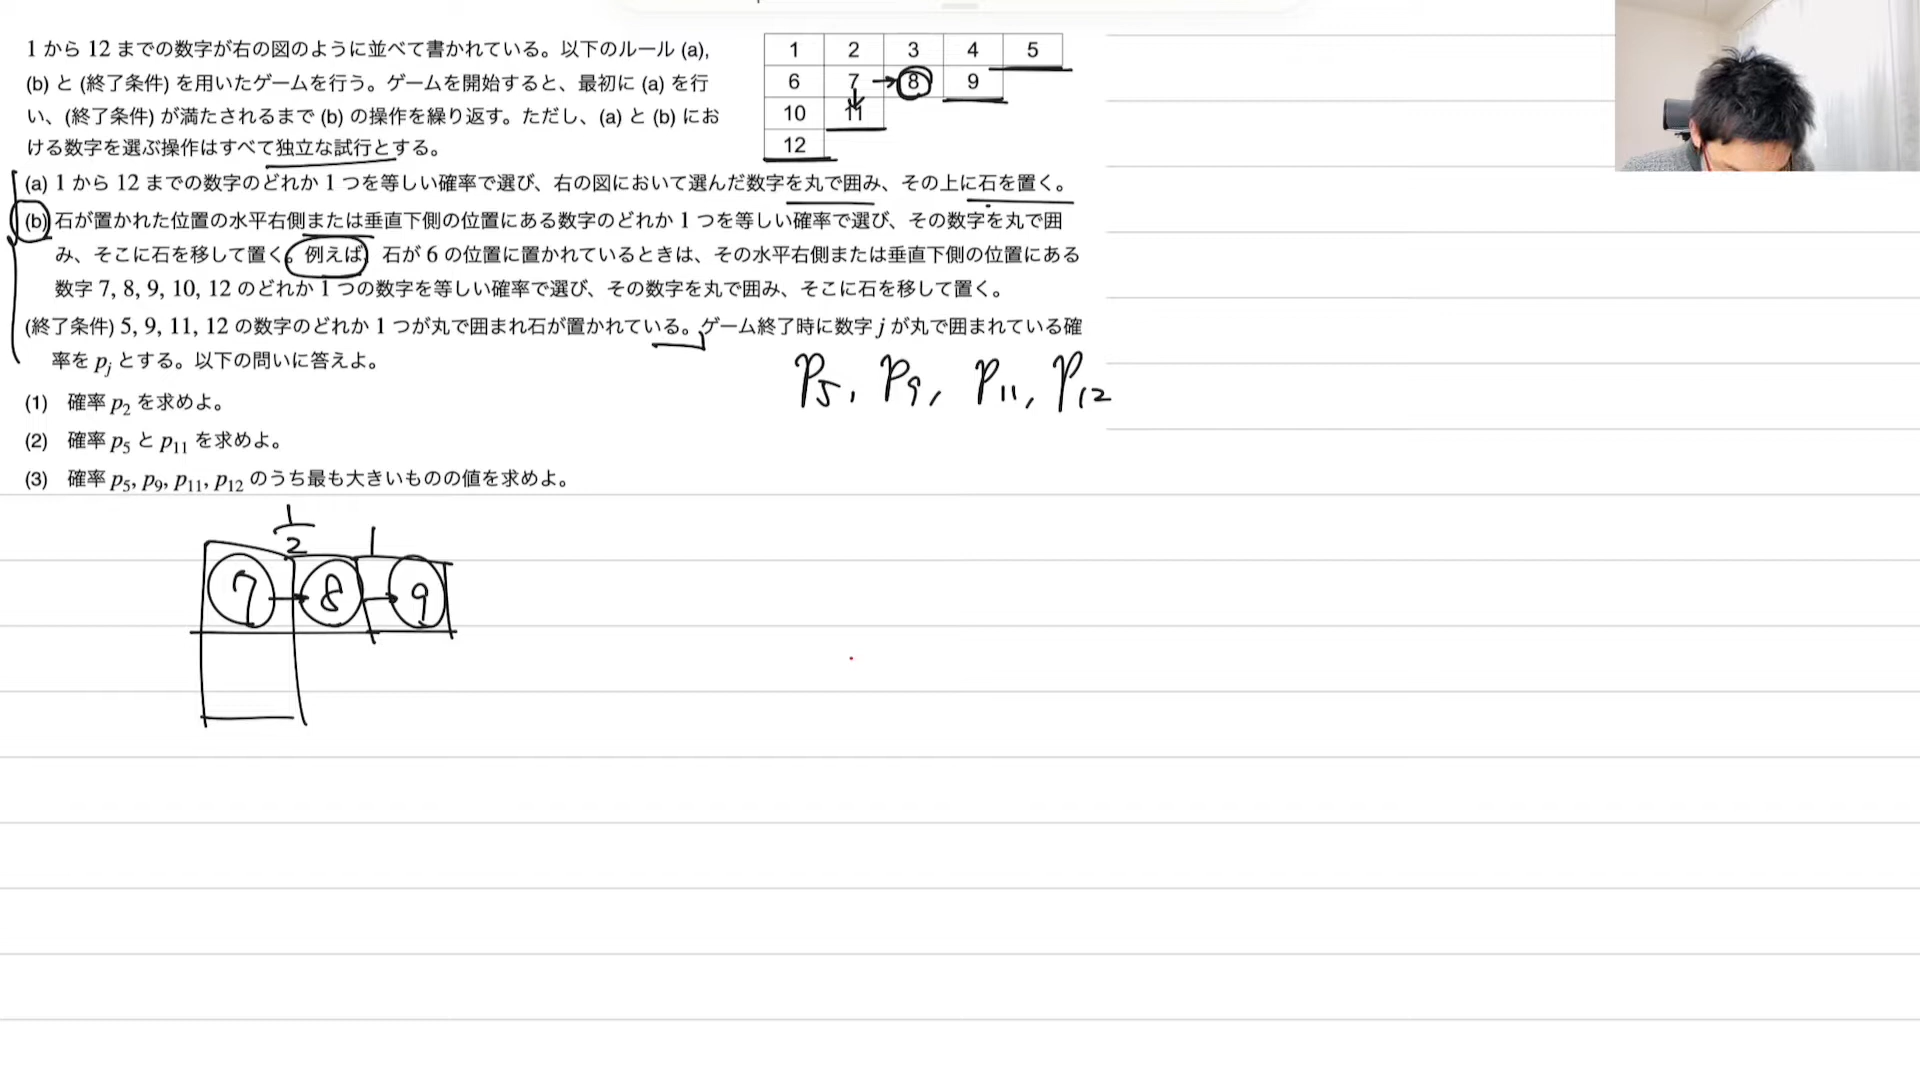 1 から 12 までの数字が右の図のように並べて書かれている。以下のルール (a),
(b) と (終了条件) を用いたゲームを行う。ゲームを開始すると、最初に (a) を行
い、(終了条件) が満たされるまで (b) の操作を繰り返す。ただし、(a) と (b) にお
ける数字を選ぶ操作はすべて独立な試行とする。
1 2 3 4 5
6 7 8 9
10 11
12
(a) 1 から 12 までの数字のどれか 1 つを等しい確率で選び、右の図において選んだ数字を丸で囲み、その上に石を置く。
(b) 石が置かれた位置の水平右側または垂直下側の位置にある数字のどれか 1 つを等しい確率で選び、その数字を丸で囲
み、そこに石を移して置く。例えば、石が 6 の位置に置かれているときは、その水平右側または垂直下側の位置にある
数字 7, 8, 9, 10, 12 のどれか 1 つの数字を等しい確率で選び、その数字を丸で囲み、そこに石を移して置く。
(終了条件) 5, 9, 11, 12 の数字のどれか 1 つが丸で囲まれ石が置かれている。ゲーム終了時に数字 j が丸で囲まれている確
率を pj とする。以下の問いに答えよ。
P5, P9, P11, P12
(1) 確率 p2 を求めよ。
(2) 確率 p5 と p11 を求めよ。
(3) 確率 p5, p9, p11, p12 のうち最も大きいものの値を求めよ。
1/2 1
7 → 8 → 9